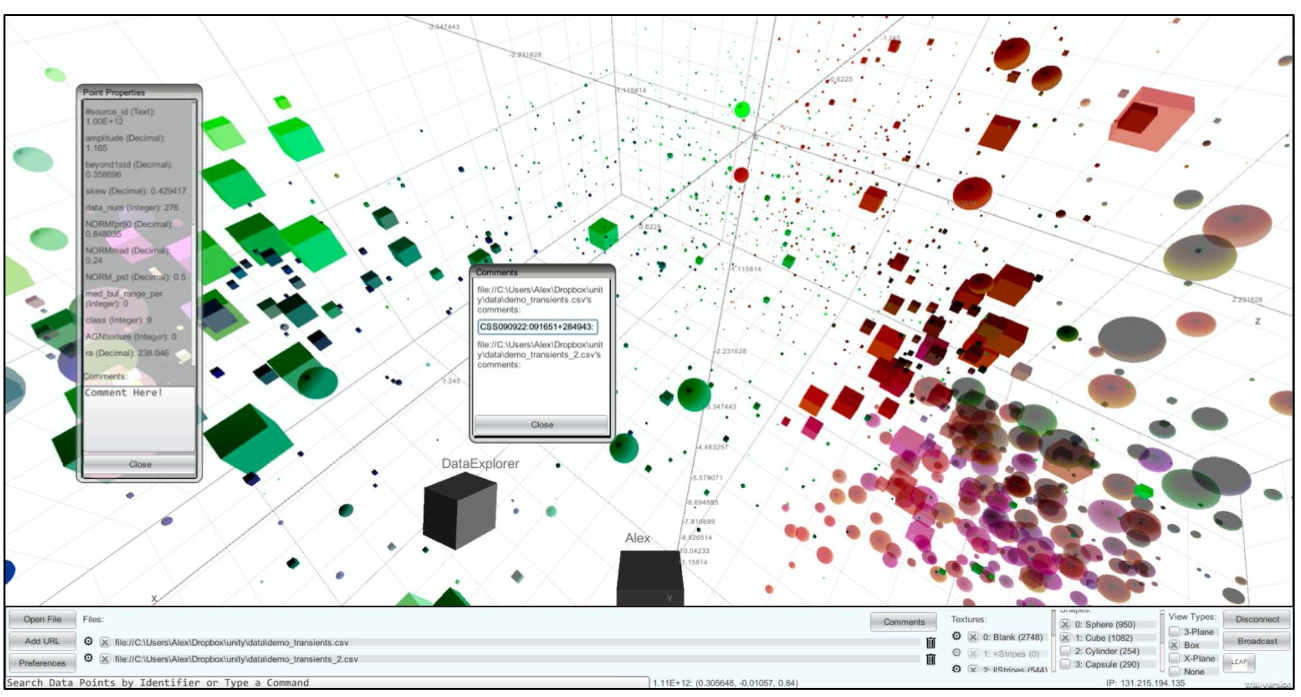 -3.347443
-2.231628
-1.115814
-1.245
-0.6225
Point Properties
#source_id (Text):
1.00E+12
amplitude (Decimal):
1.165
beyond1std (Decimal):
0.358696
skew (Decimal): 0.429417
data_num (Integer): 276
NORMfpr80 (Decimal):
0.848035
NORMmad (Decimal):
0.24
NORM_pst (Decimal): 0.5
med_buf_range_per
(Integer): 0
class (Integer): 9
AGNtexture (Integer): 0
ra (Decimal): 238.046
Comments:
Comment Here!
Close
Comments
file://C:\Users\Alex\Dropbox\unit
y\data\demo_transients.csv's
comments:
CSS090922:091651+284943:
file://C:\Users\Alex\Dropbox\unit
y\data\demo_transients_2.csv's
comments:
Close
0.6225
1.115814
2.231628
Z
-2.231628
1.245
-3.347443
-4.463257
-5.579071
-6.694885
-7.810699
-8.926514
DataExplorer
Alex
X
Y
Open File
Add URL
Preferences
Files:
file://C:\Users\Alex\Dropbox\unity\data\demo_transients.csv
file://C:\Users\Alex\Dropbox\unity\data\demo_transients_2.csv
Comments
Textures:
0: Blank (2748)
1: =Stripes (0)
2: ||Stripes (544)
Shapes:
0: Sphere (950)
1: Cube (1082)
2: Cylinder (254)
3: Capsule (290)
View Types:
3-Plane
Box
X-Plane
None
Disconnect
Broadcast
LEAP
Search Data Points by Identifier or Type a Command
1.11E+12: (0.305648, -0.01057, 0.84)
IP: 131.215.194.135
trial version